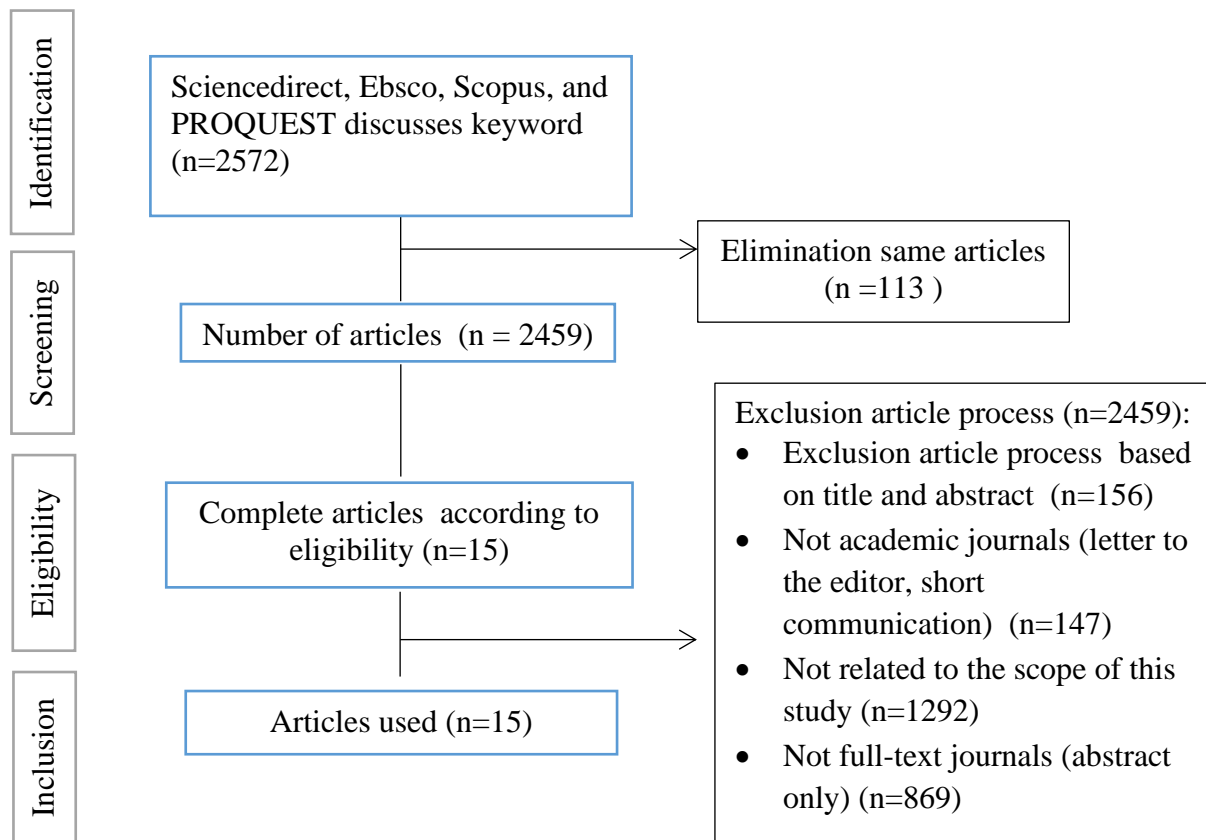 Identification
Sciencedirect, Ebsco, Scopus, and
PROQUEST discusses keyword
(n=2572)
Elimination same articles
(n =113 )
Screening
Number of articles  (n = 2459)
Exclusion article process (n=2459):
• Exclusion article process  based
on title and abstract  (n=156)
• Not academic journals (letter to
the editor, short
communication)  (n=147)
• Not related to the scope of this
study (n=1292)
• Not full-text journals (abstract
only) (n=869)
Eligibility
Complete articles  according to
eligibility (n=15)
Inclusion
Articles used (n=15)